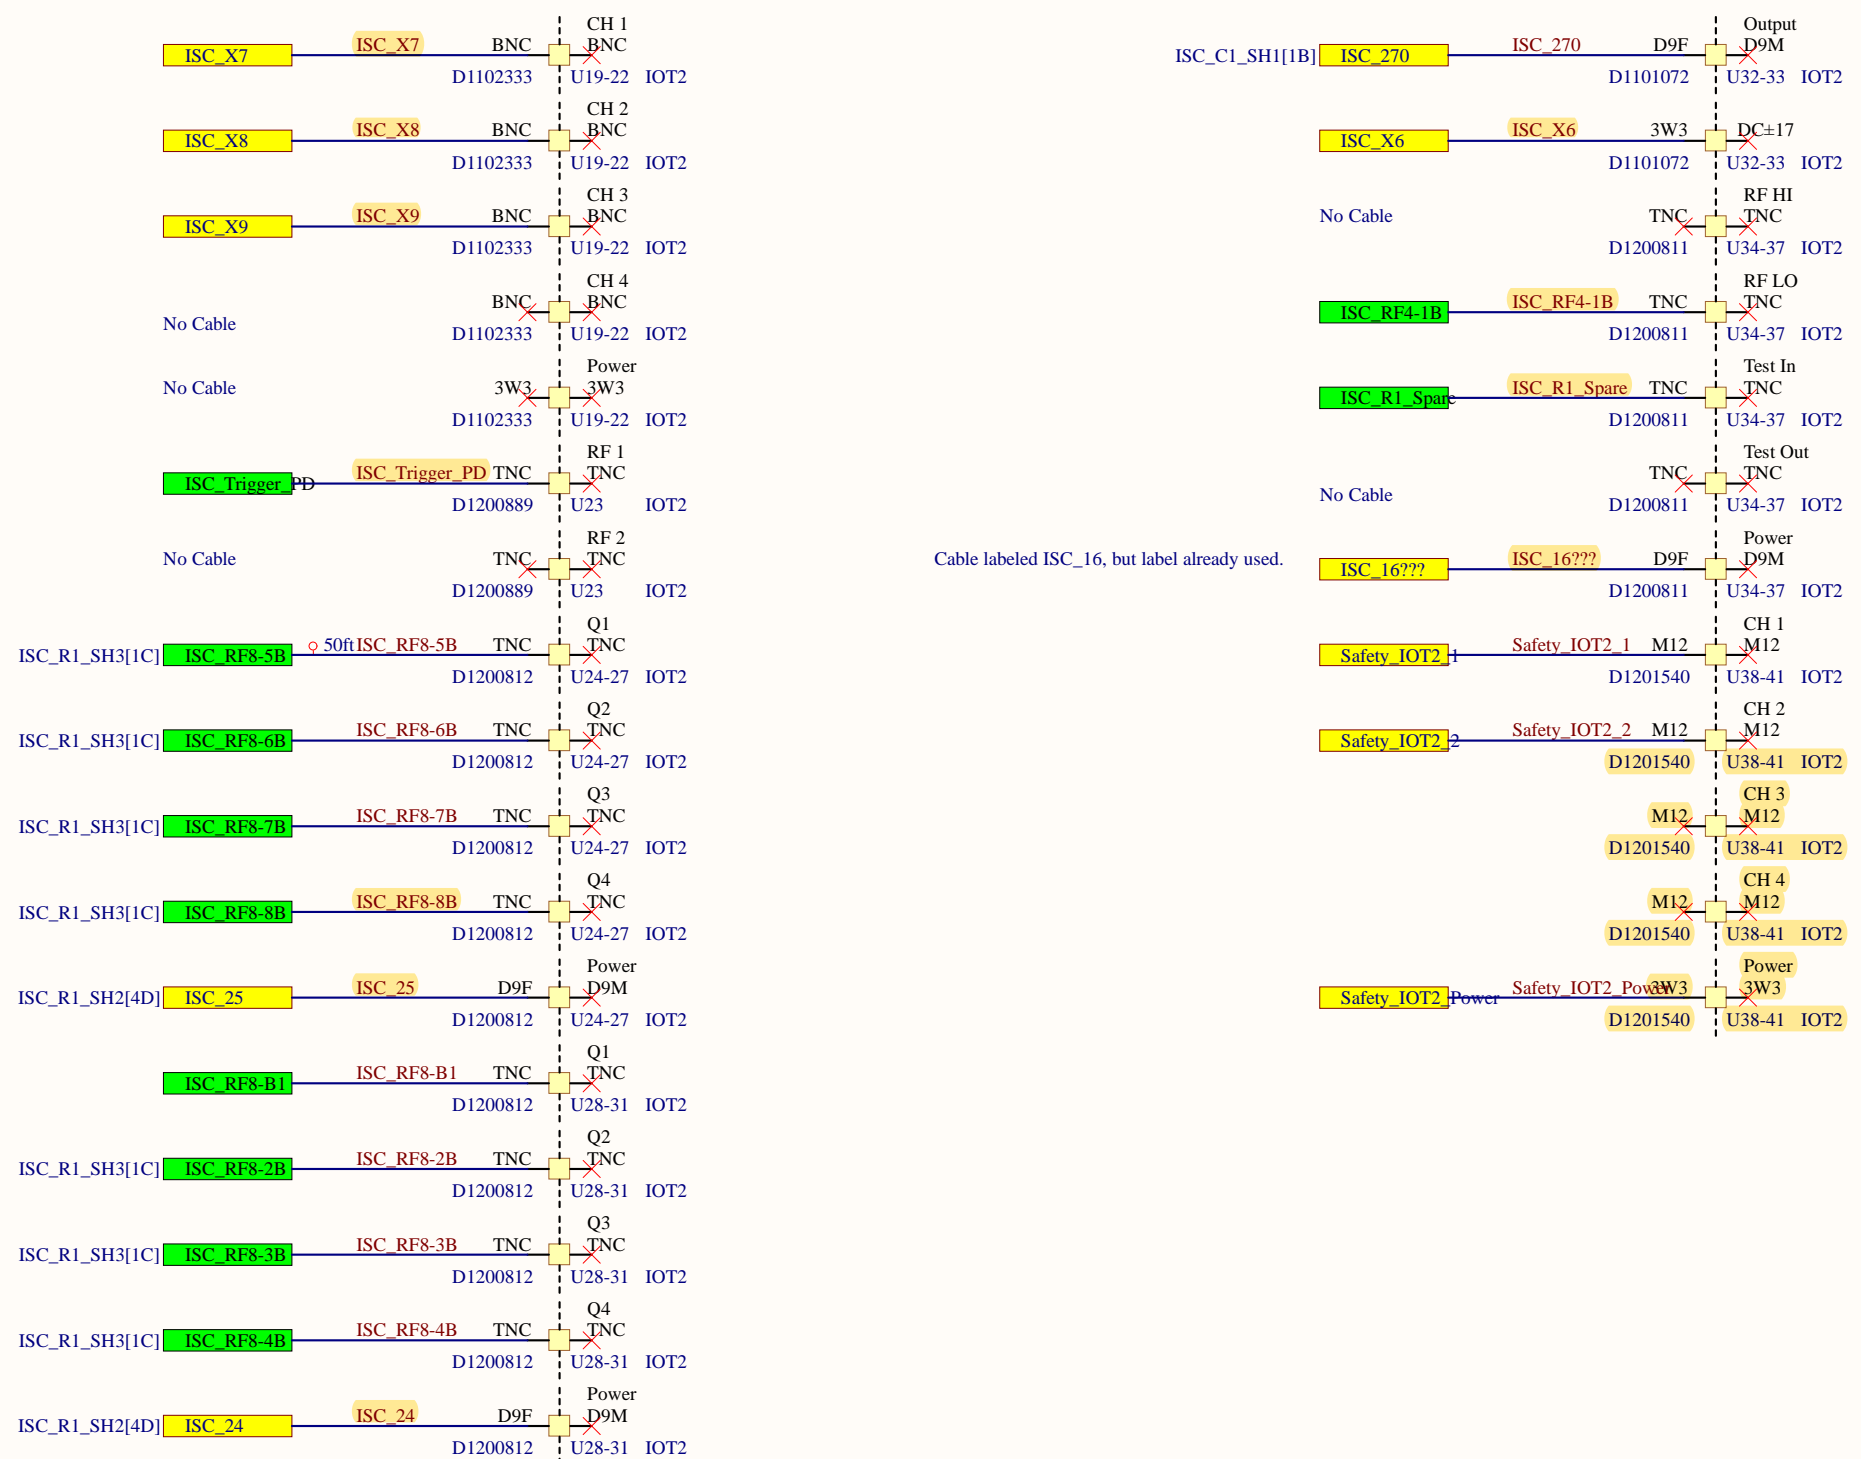 CH 1
ISC_X7 ISC_X7 BNC BNC
D1102333 U19-22 IOT2
CH 2
ISC_X8 ISC_X8 BNC BNC
D1102333 U19-22 IOT2
CH 3
ISC_X9 ISC_X9 BNC BNC
D1102333 U19-22 IOT2
CH 4
BNC BNC
No Cable D1102333 U19-22 IOT2
Power
No Cable 3W3 3W3
D1102333 U19-22 IOT2
RF 1
ISC_Trigger_PD ISC_Trigger_PD TNC TNC
D1200889 U23 IOT2
RF 2
No Cable TNC TNC
D1200889 U23 IOT2
Q1
ISC_R1_SH3[1C] ISC_RF8-5B 50ft ISC_RF8-5B TNC TNC
D1200812 U24-27 IOT2
Q2
ISC_R1_SH3[1C] ISC_RF8-6B ISC_RF8-6B TNC TNC
D1200812 U24-27 IOT2
Q3
ISC_R1_SH3[1C] ISC_RF8-7B ISC_RF8-7B TNC TNC
D1200812 U24-27 IOT2
Q4
ISC_R1_SH3[1C] ISC_RF8-8B ISC_RF8-8B TNC TNC
D1200812 U24-27 IOT2
Power
ISC_R1_SH2[4D] ISC_25 ISC_25 D9F D9M
D1200812 U24-27 IOT2
Q1
ISC_RF8-B1 ISC_RF8-B1 TNC TNC
D1200812 U28-31 IOT2
Q2
ISC_R1_SH3[1C] ISC_RF8-2B ISC_RF8-2B TNC TNC
D1200812 U28-31 IOT2
Q3
ISC_R1_SH3[1C] ISC_RF8-3B ISC_RF8-3B TNC TNC
D1200812 U28-31 IOT2
Q4
ISC_R1_SH3[1C] ISC_RF8-4B ISC_RF8-4B TNC TNC
D1200812 U28-31 IOT2
Power
ISC_R1_SH2[4D] ISC_24 ISC_24 D9F D9M
D1200812 U28-31 IOT2
Output
ISC_C1_SH1[1B] ISC_270 ISC_270 D9F D9M
D1101072 U32-33 IOT2
ISC_X6 ISC_X6 3W3 DC±17
D1101072 U32-33 IOT2
RF HI
No Cable TNC TNC
D1200811 U34-37 IOT2
RF LO
ISC_RF4-1B ISC_RF4-1B TNC TNC
D1200811 U34-37 IOT2
Test In
ISC_R1_Spare ISC_R1_Spare TNC TNC
D1200811 U34-37 IOT2
Test Out
TNC TNC
No Cable D1200811 U34-37 IOT2
Power
Cable labeled ISC_16, but label already used. ISC_16??? ISC_16??? D9F D9M
D1200811 U34-37 IOT2
CH 1
Safety_IOT2_1 Safety_IOT2_1 M12 M12
D1201540 U38-41 IOT2
CH 2
Safety_IOT2_2 Safety_IOT2_2 M12 M12
D1201540 U38-41 IOT2
CH 3
M12 M12
D1201540 U38-41 IOT2
CH 4
M12 M12
D1201540 U38-41 IOT2
Power
Safety_IOT2_Power Safety_IOT2_Power 3W3 3W3
D1201540 U38-41 IOT2